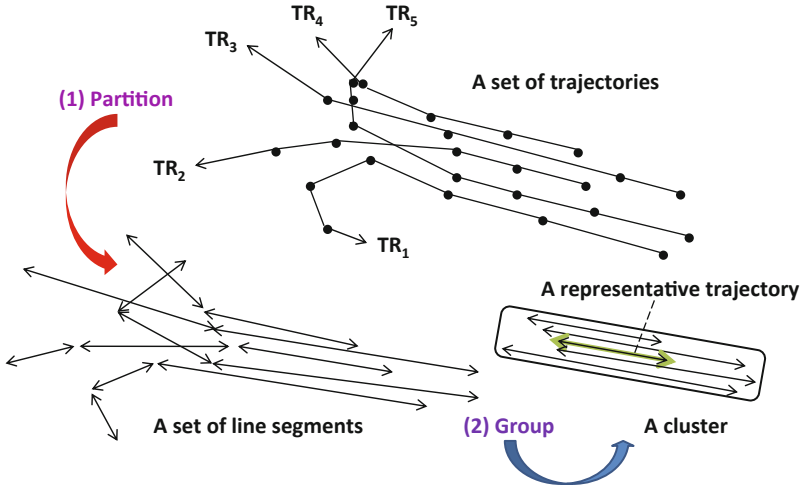 TR4
TR5
TR3
A set of trajectories
(1) Partition
TR2
TR1
A representative trajectory
A set of line segments
(2) Group
A cluster